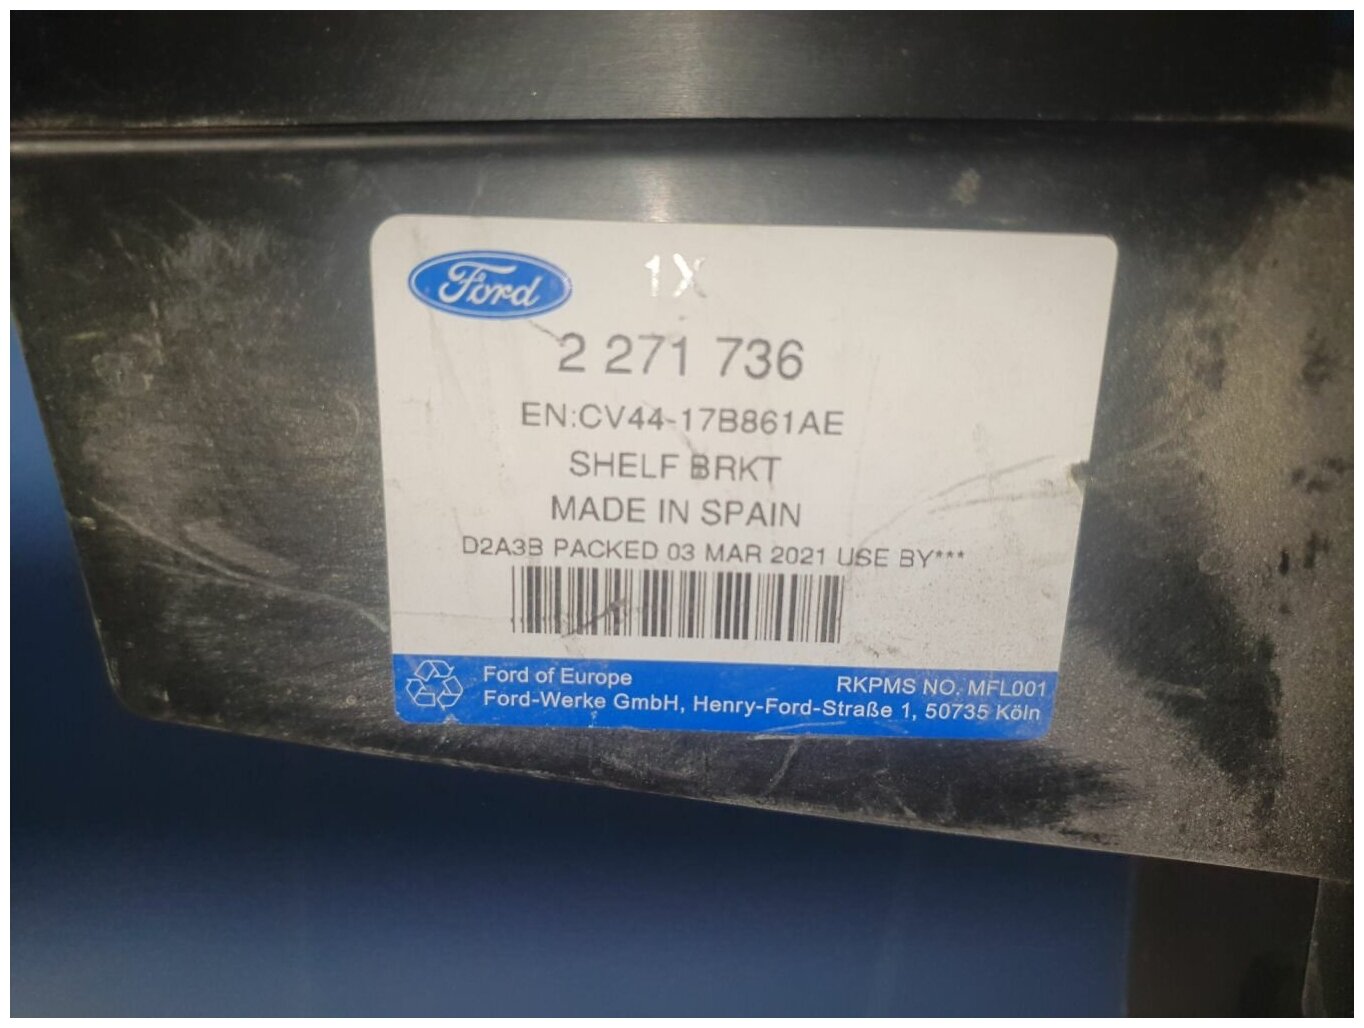 Ford
1X
2 271 736
EN:CV44-17B861AE
SHELF BRKT
MADE IN SPAIN
D2A3B PACKED 03 MAR 2021 USE BY***
Ford of Europe
RKPMS NO. MFL001
Ford-Werke GmbH, Henry-Ford-Straße 1, 50735 Köln